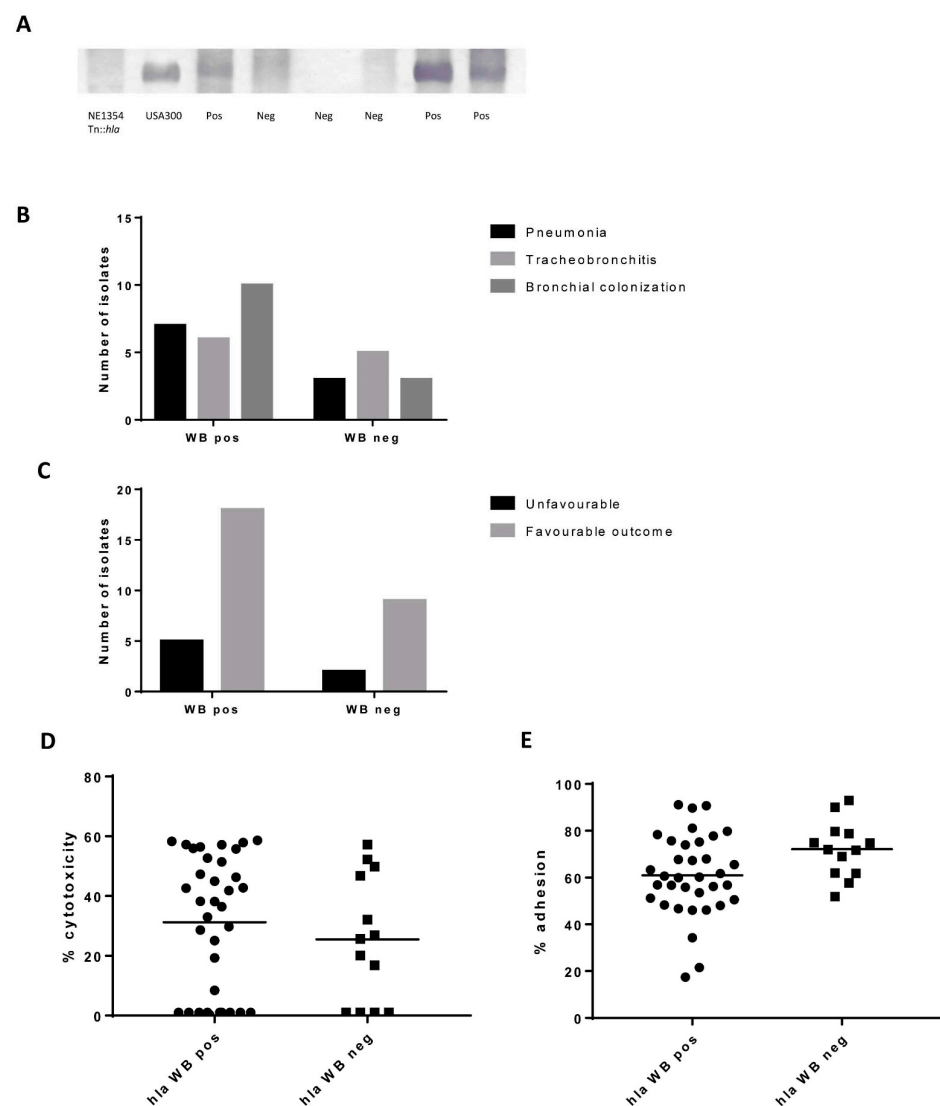 A
NE1354 USA300 Pos Neg Neg Neg Pos Pos
Tn::hla
B
15
10
5
0
Number of isolates
WB pos WB neg
Pneumonia
Tracheobronchitis
Bronchial colonization
C
20
15
10
5
0
Number of isolates
WB pos WB neg
Unfavourable
Favourable outcome
D
80
60
40
20
0
% cytotoxicity
hla WB pos
hla WB neg
E
100
80
60
40
20
0
% adhesion
hla WB pos
hla WB neg